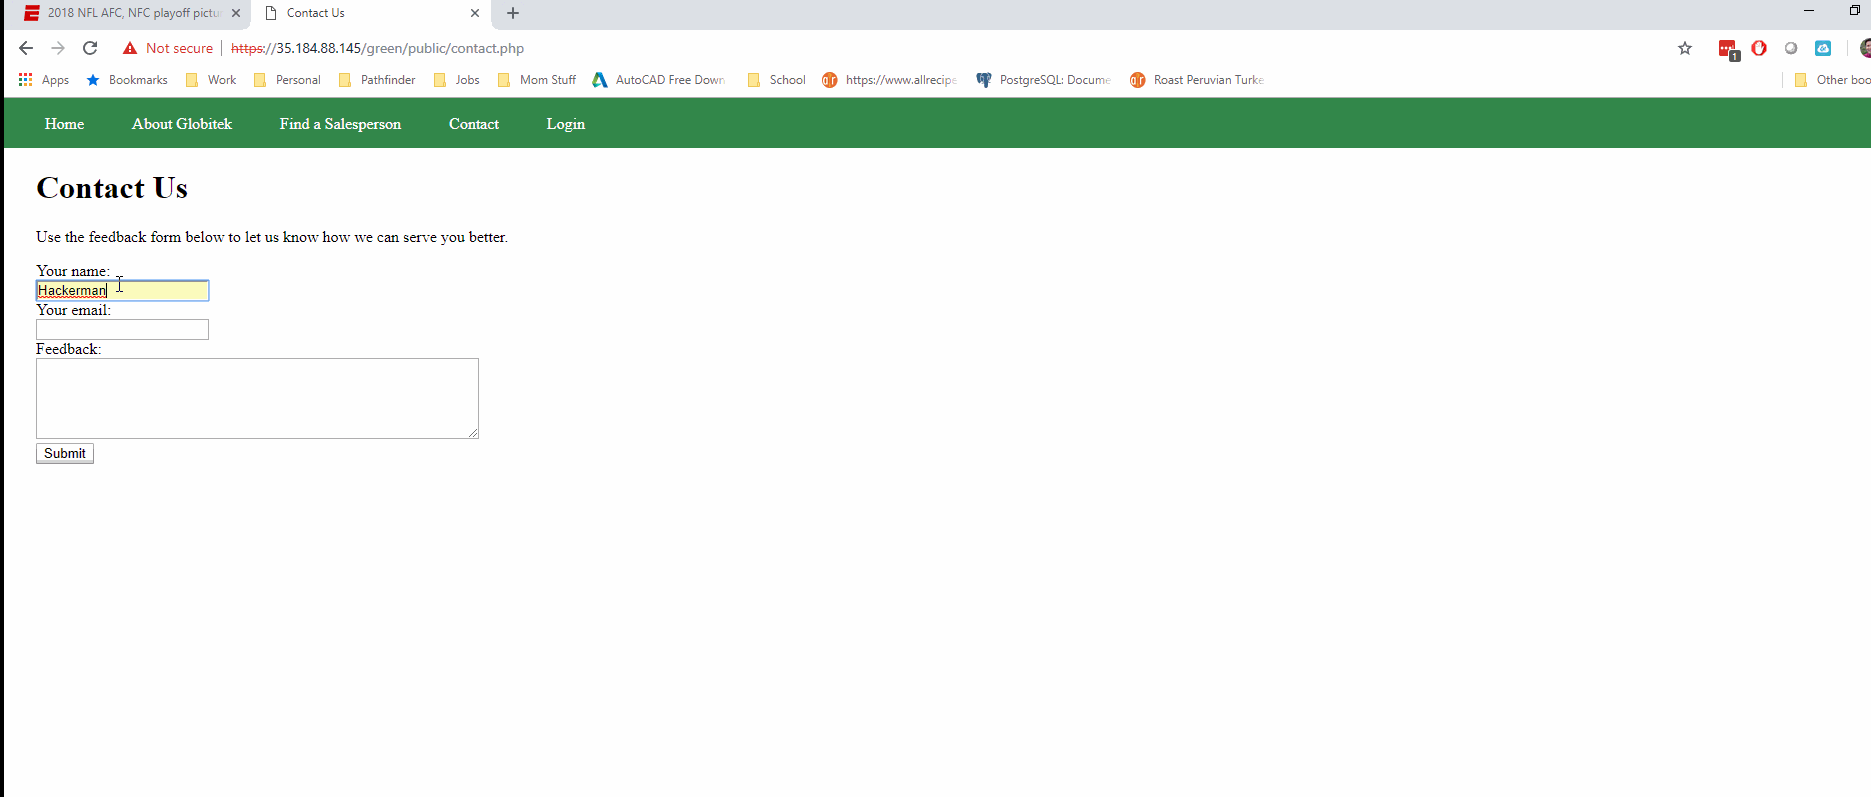 2018 NFL AFC, NFC playoff pictu
Contact Us
Not secure https://35.184.88.145/green/public/contact.php
1
Apps Bookmarks Work Personal Pathfinder Jobs Mom Stuff AutoCAD Free Down School https://www.allrecipe PostgreSQL: Docume Roast Peruvian Turke Other boo
Home About Globitek Find a Salesperson Contact Login
Contact Us
Use the feedback form below to let us know how we can serve you better.
Your name:
Hackerman
Your email:
Feedback:
Submit